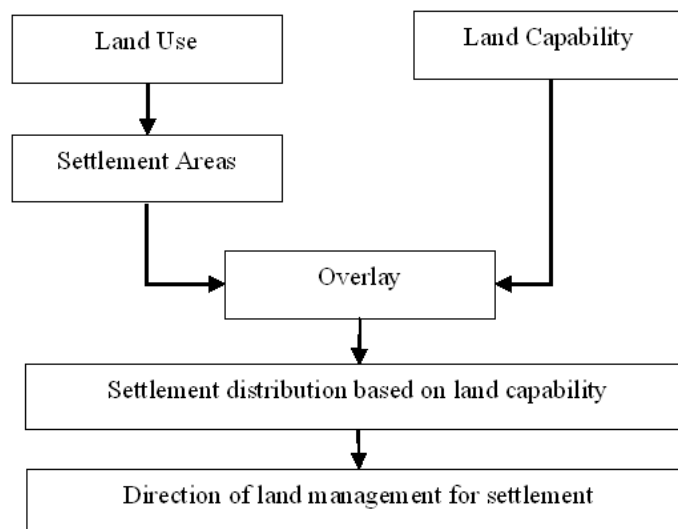 Land Use
Land Capability
Settlement Areas
Overlay
Settlement distribution based on land capability
Direction of land management for settlement